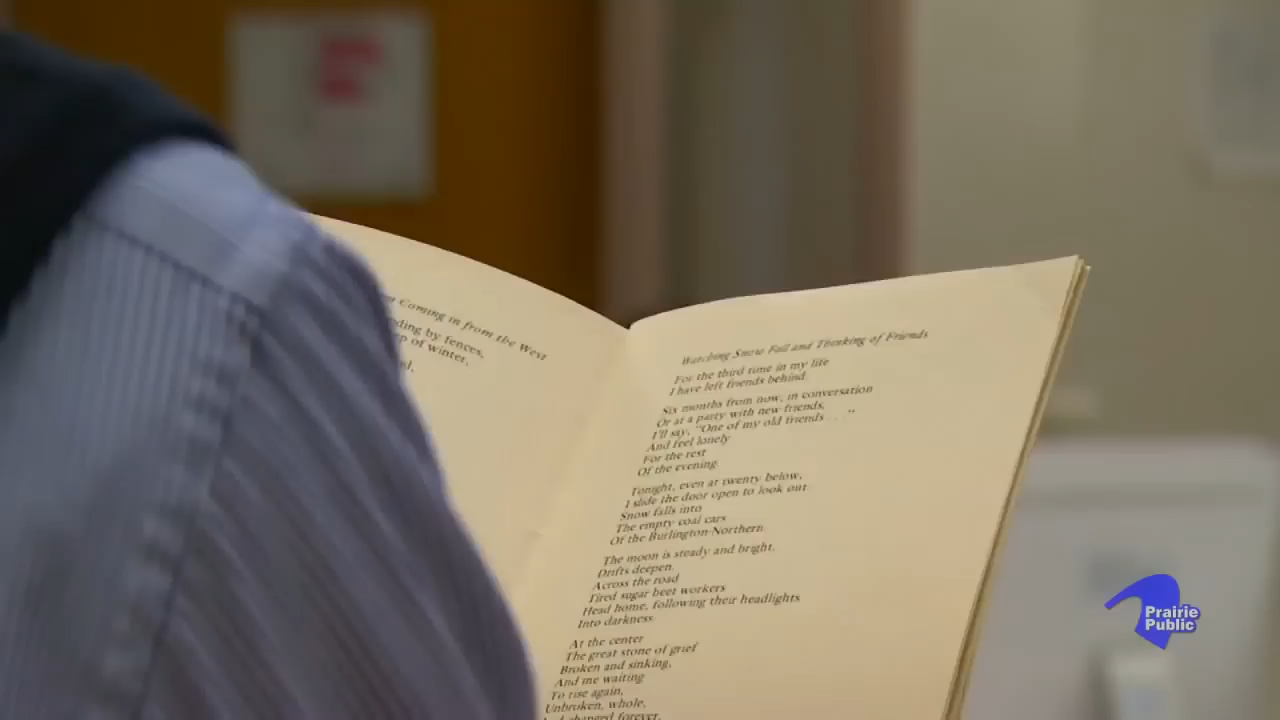 Coming in from the West
by fences,
of winter,
Watching Snow Fall and Thinking of Friends
For the third time in my life
I have left friends behind.
Six months from now, in conversation
Or at a party with new friends,
I'll say, "One of my old friends . . ."
And feel lonely
For the rest
Of the evening.
Tonight, even at twenty below,
I slide the door open to look out.
Snow falls into
The empty coal cars
Of the Burlington-Northern.
The moon is steady and bright,
Drifts deepen.
Across the road
Tired sugar beet workers
Head home, following their headlights
Into darkness.
At the center
The great stone of grief
Broken and sinking,
And me waiting
To rise again,
Unbroken, whole,
changed forever,
Prairie
Public